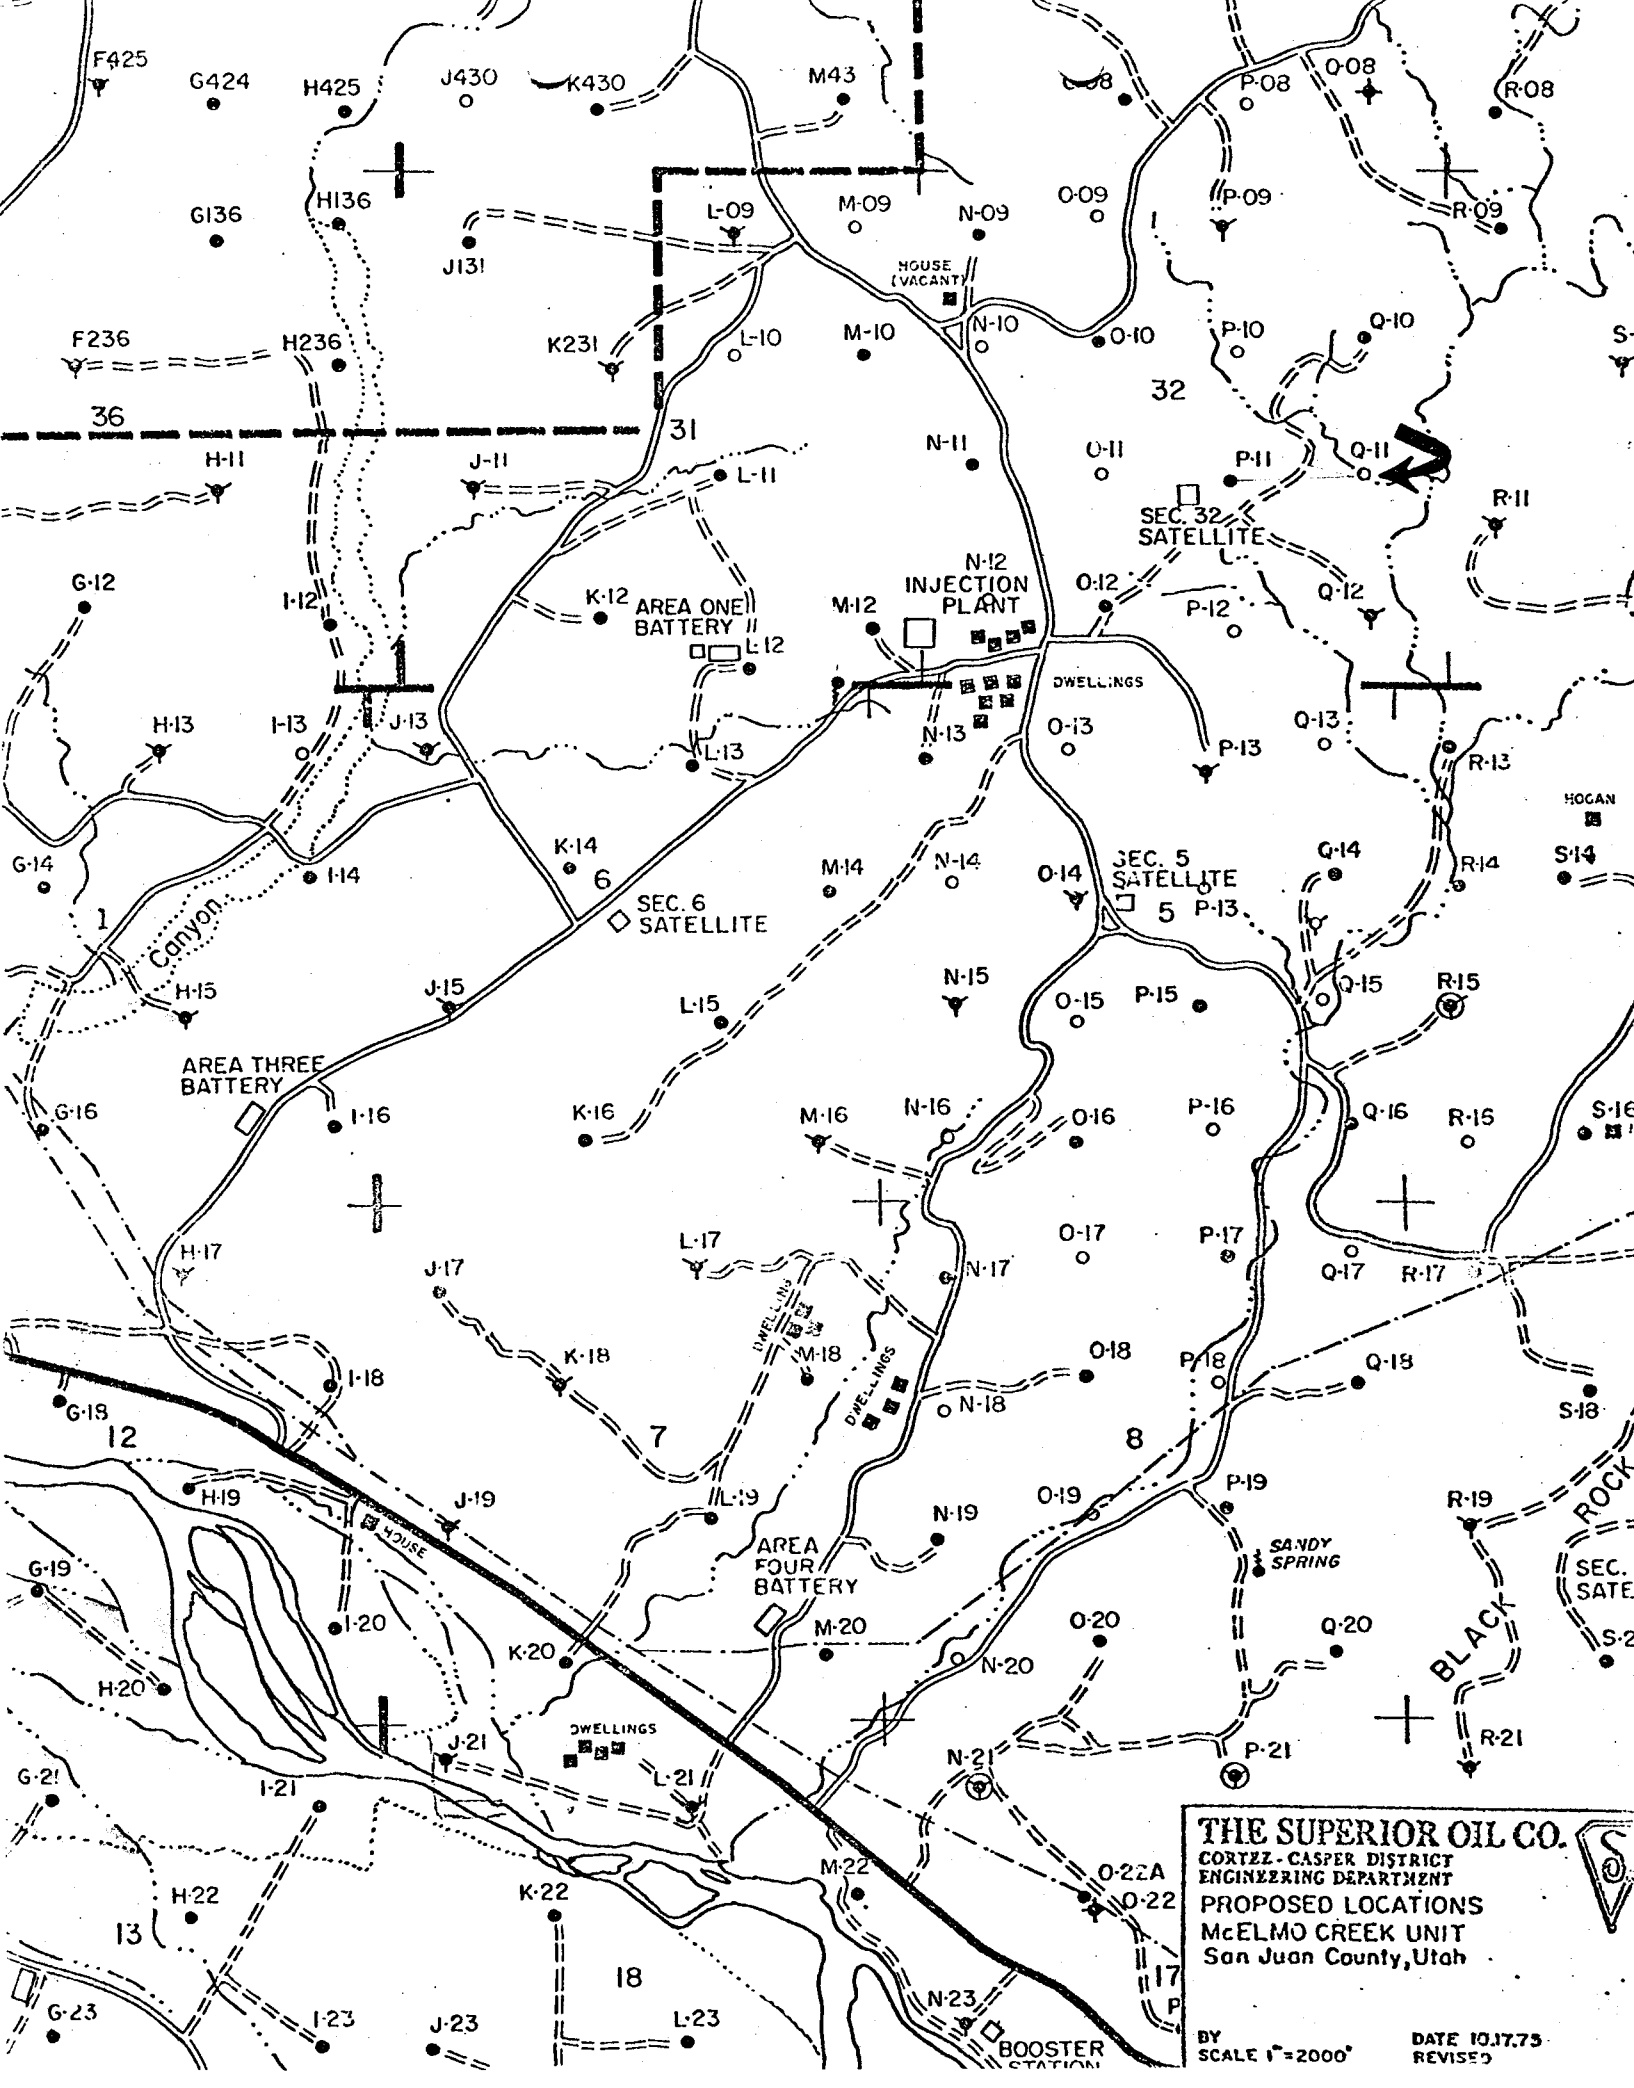 F425
G424
H425
J430
K430
M43
P-08
O-08
R-08
G136
H136
J131
L-09
M-09
N-09
O-09
P-09
R-09
HOUSE
(VACANT)
F236
H236
K231
L-10
M-10
N-10
O-10
P-10
Q-10
S-
32
36
31
H-11
J-11
L-11
N-11
O-11
P-11
Q-11
R-11
SEC. 32
SATELLITE
G-12
I-12
K-12
AREA ONE
BATTERY
L-12
M-12
N-12
INJECTION
PLANT
O-12
P-12
Q-12
DWELLINGS
H-13
I-13
J-13
L-13
N-13
O-13
P-13
Q-13
R-13
HOGAN
G-14
I-14
K-14
6
M-14
N-14
O-14
SEC. 5
SATELLITE
5
P-13
Q-14
R-14
S-14
1
Canyon
SEC. 6
SATELLITE
H-15
J-15
L-15
N-15
O-15
P-15
Q-15
R-15
AREA THREE
BATTERY
G-16
I-16
K-16
M-16
N-16
O-16
P-16
Q-16
R-16
S-16
H-17
J-17
L-17
N-17
O-17
P-17
Q-17
R-17
DWELLINGS
G-18
I-18
K-18
M-18
DWELLINGS
N-18
O-18
P-18
Q-18
S-18
12
7
8
H-19
J-19
HOUSE
L-19
N-19
O-19
P-19
R-19
ROCK
G-19
AREA
FOUR
BATTERY
SANDY
SPRING
SEC.
SATE
BLACK
H-20
I-20
K-20
M-20
N-20
O-20
Q-20
S-2
G-21
I-21
J-21
DWELLINGS
L-21
N-21
P-21
R-21
H-22
K-22
M-22
O-22A
O-22
13
18
17
P
G-23
I-23
J-23
L-23
N-23
BOOSTER
STATION
THE SUPERIOR OIL CO.
CORTEZ-CASPER DISTRICT
ENGINEERING DEPARTMENT
PROPOSED LOCATIONS
McELMO CREEK UNIT
San Juan County, Utah
S
BY
SCALE 1"=2000'
DATE 10.17.75
REVISED